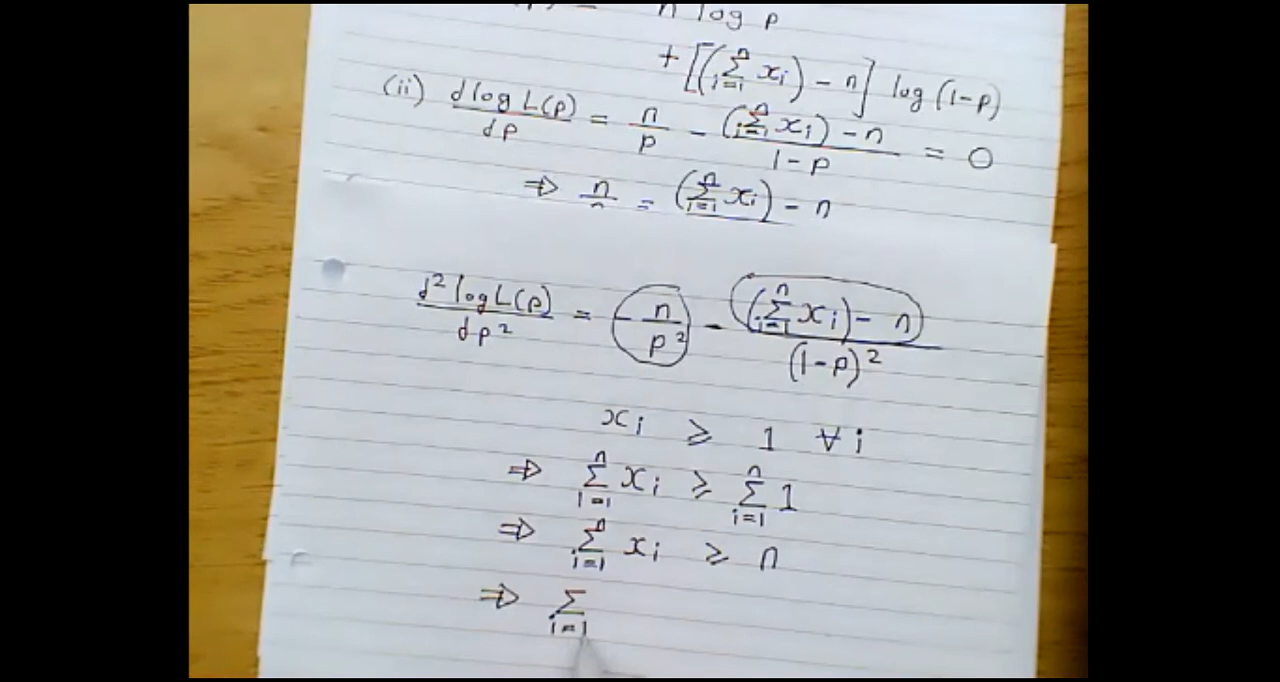 n log p
+ [(∑_{i=1}^{n} x_i) - n] log (1-p)
(ii) d log L(p) / dp = n / p - ((∑_{i=1}^{n} x_i) - n) / (1-p) = 0
⇒ n = (∑_{i=1}^{n} x_i) - n
d² log L(p) / dp² = - n / p² - ((∑_{i=1}^{n} x_i) - n) / (1-p)²
x_i ≥ 1 ∀ i
⇒ ∑_{i=1}^{n} x_i ≥ ∑_{i=1}^{n} 1
⇒ ∑_{i=1}^{n} x_i ≥ n
⇒ ∑_{i=1}